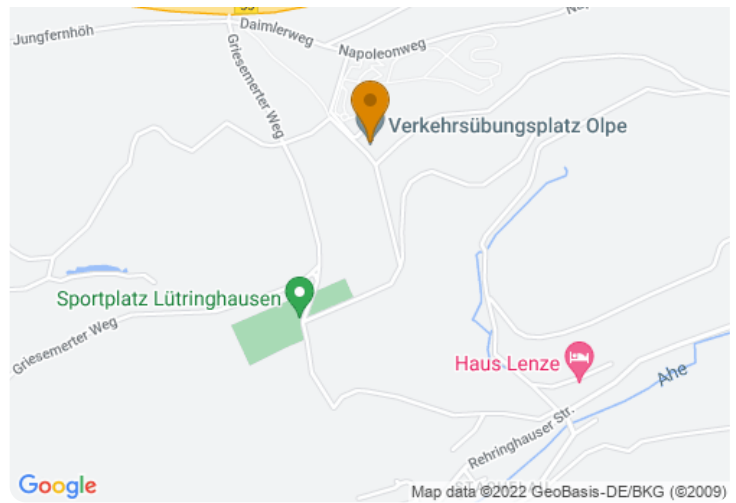 55
Jungfernhöh
Daimlerweg
Napoleonweg
Griesemerter Weg
Verkehrsübungsplatz Olpe
Sportplatz Lütringhausen
Griesemerter Weg
Haus Lenze
Ahe
Rehringhauser Str.
Google
Map data ©2022 GeoBasis-DE/BKG (©2009)